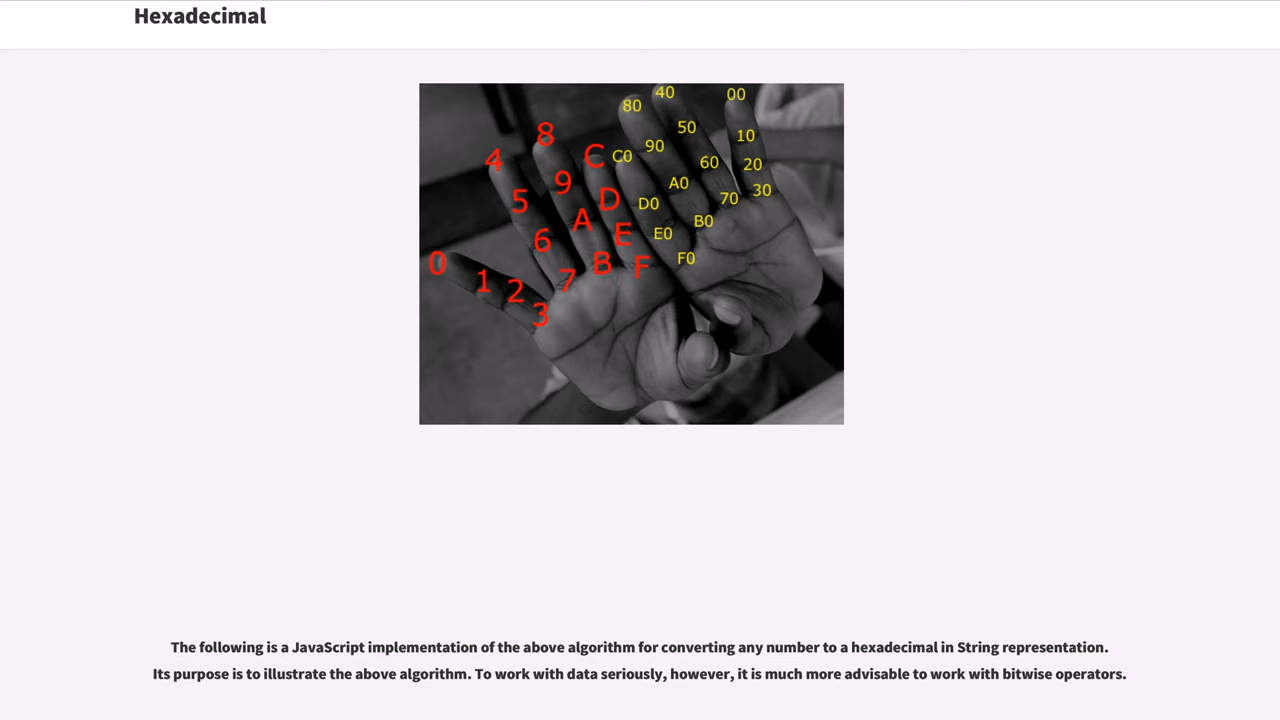 Hexadecimal
80 40 00
8 50 10
4 C C0 90 60 20
9 A0 30
5 D D0 70
A B0
6 E E0
0 B F F0
1 7
2
3
The following is a JavaScript implementation of the above algorithm for converting any number to a hexadecimal in String representation.
Its purpose is to illustrate the above algorithm. To work with data seriously, however, it is much more advisable to work with bitwise operators.